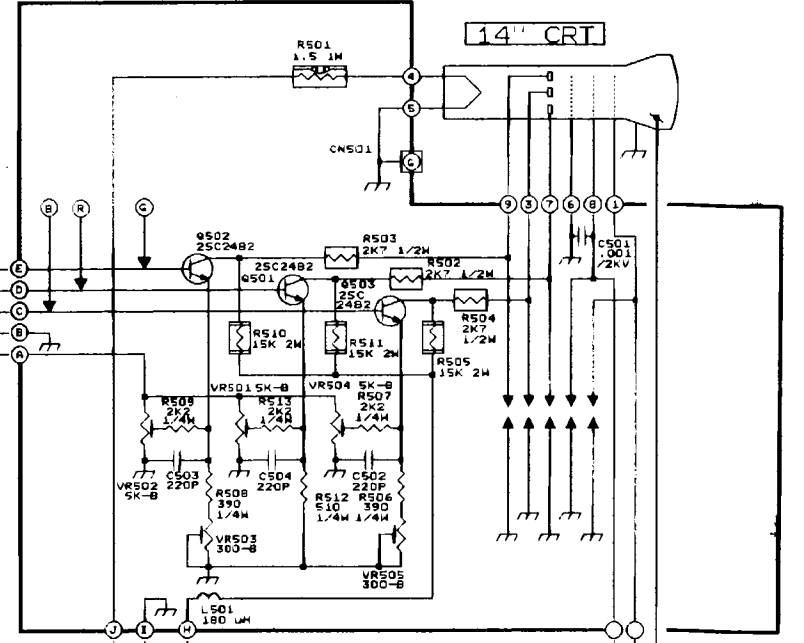 14" CRT
R501
1.5 1W
4
5
CN501
G
9 3 7 6 8 1
B R G
Q502
2SC2482
R503
2K7 1/2W
C501
.001
/2KV
2SC2482
Q501
R502
2K7 1/2W
Q503
2SC
2482
E
D
C
B
A
R504
2K7
1/2W
R510
15K 2W
R511
15K 2W
R505
15K 2W
VR501 5K-B
VR504 5K-B
R509
2K2
1/4W
R513
2K2
1/4W
R507
2K2
1/4W
VR502
5K-B
C503
220P
C504
220P
C502
220P
R508
390
1/4W
R512
510
1/4W
R506
390
1/4W
VR503
300-B
VR505
300-B
L501
180 uH
J I H